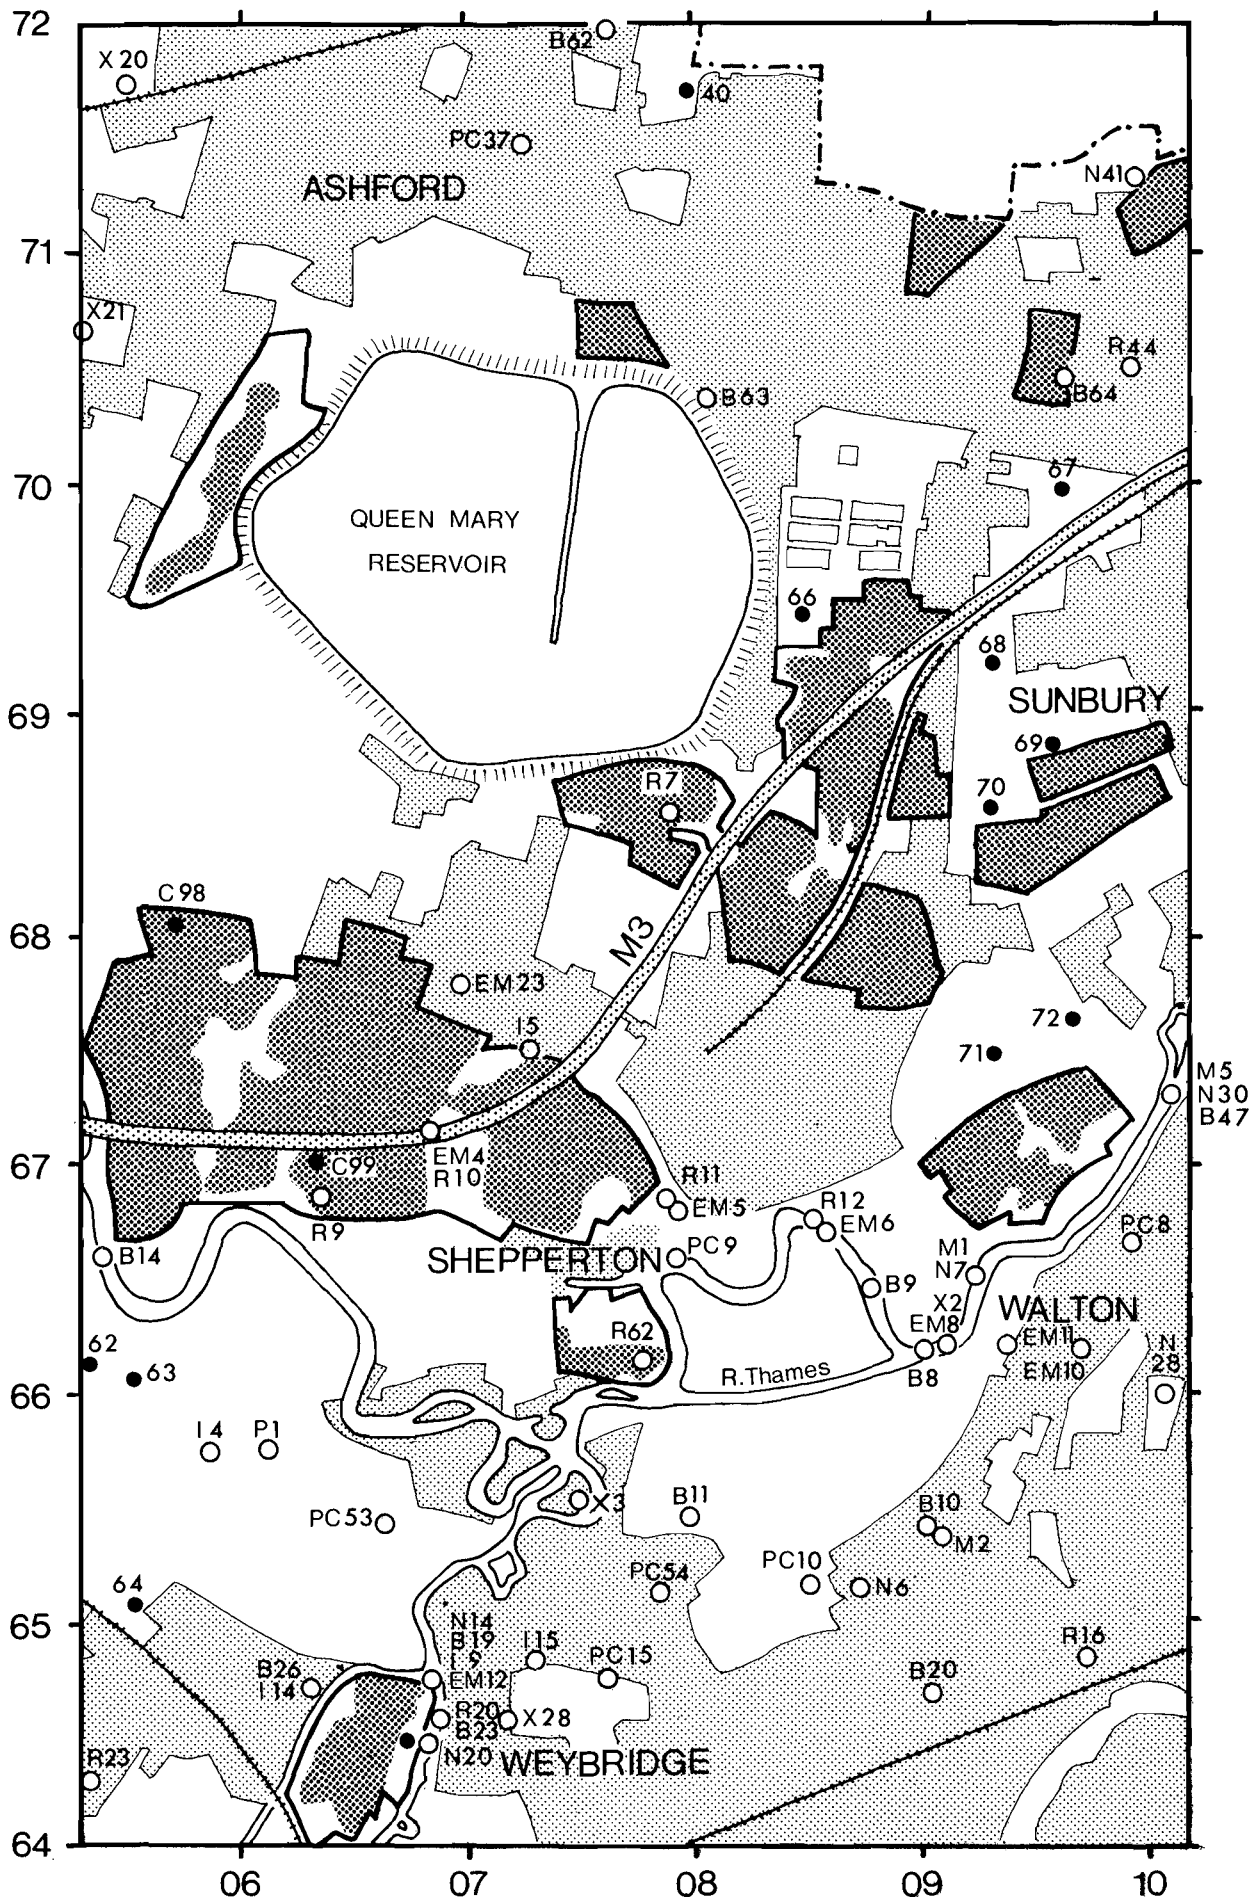 72
B62
X 20
40
PC37
N41
ASHFORD
71
X21
R44
B63
B64
67
70
QUEEN MARY
RESERVOIR
66
68
SUNBURY
69
69
R7
70
C98
M3
68
EM23
I5
72
71
M5
N30
B47
67
C99
EM4
R10
R9
R11
EM5
R12
EM6
PC8
B14
SHEPPERTON
PC9
M1
N7
B9
X2
WALTON
EM8
62
R62
EM11
N
28
63
EM10
66
R.Thames
B8
I4
P1
X3
B11
B10
PC53
M2
PC10
PC54
N6
64
65
N14
B19
I9
EM12
I15
PC15
R16
B26
I14
B20
R20
B23
X28
N20
WEYBRIDGE
R23
64
06
07
08
09
10